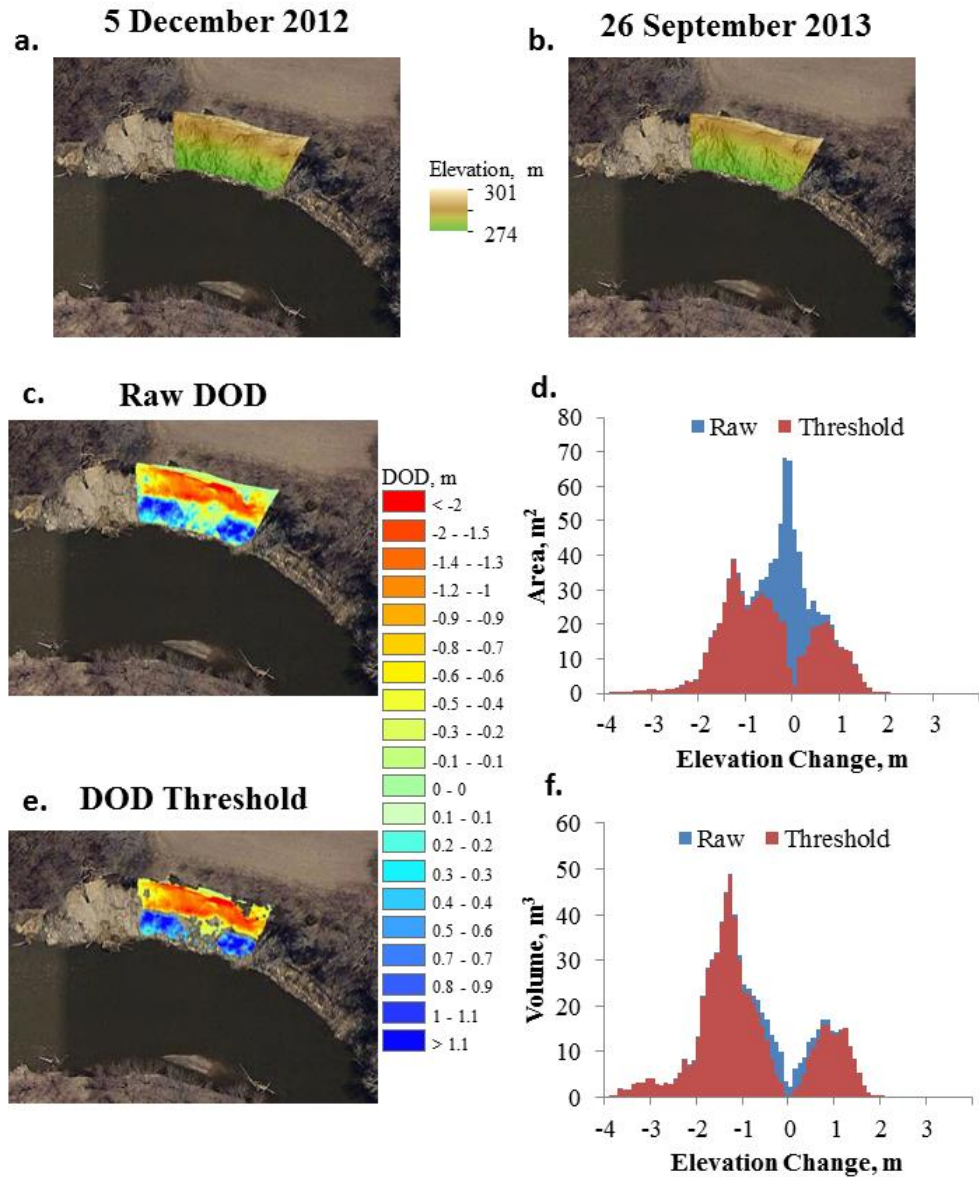 5 December 2012
a.
26 September 2013
b.
Elevation, m
301
274
c.
Raw DOD
DOD, m
< -2
-2 - -1.5
-1.4 - -1.3
-1.2 - -1
-0.9 - -0.9
-0.8 - -0.7
-0.6 - -0.6
-0.5 - -0.4
-0.3 - -0.2
-0.1 - -0.1
0 - 0
0.1 - 0.1
0.2 - 0.2
0.3 - 0.3
0.4 - 0.4
0.5 - 0.6
0.7 - 0.7
0.8 - 0.9
1 - 1.1
> 1.1
d.
Raw Threshold
80
70
60
50
40
30
20
10
0
Area, m²
-4 -3 -2 -1 0 1 2 3
Elevation Change, m
e.
DOD Threshold
f.
Raw Threshold
60
50
40
30
20
10
0
Volume, m³
-4 -3 -2 -1 0 1 2 3
Elevation Change, m